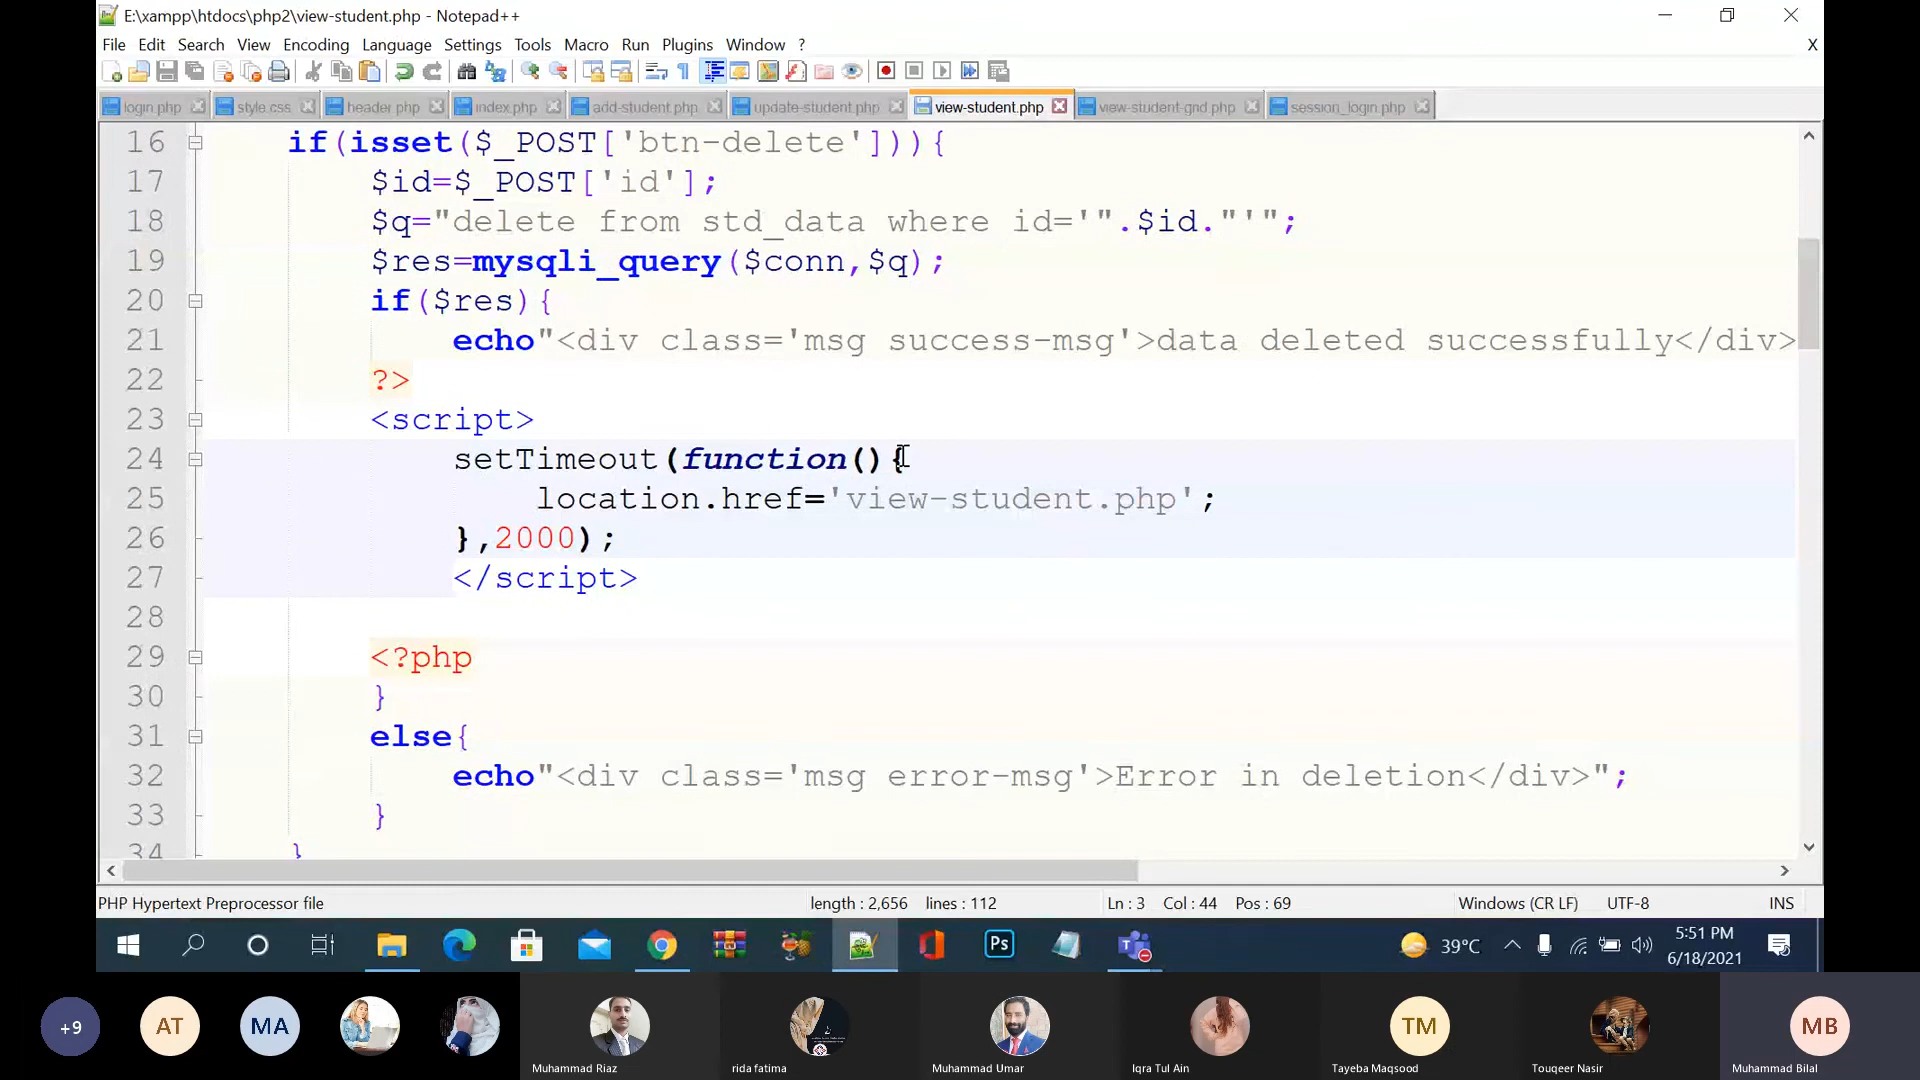 E:\xampp\htdocs\php2\view-student.php - Notepad++
File Edit Search View Encoding Language Settings Tools Macro Run Plugins Window ? X
login.php style.css header.php index.php add-student.php update-student.php view-student.php view-student-grid.php session_login.php
16 if(isset($_POST['btn-delete'])){
17 $id=$_POST['id'];
18 $q="delete from std_data where id='".$id."'";
19 $res=mysqli_query($conn,$q);
20 if($res){
21 echo"<div class='msg success-msg'>data deleted successfully</div>
22 ?>
23 <script>
24 setTimeout(function(){
25 location.href='view-student.php';
26 },2000);
27 </script>
28
29 <?php
30 }
31 else{
32 echo"<div class='msg error-msg'>Error in deletion</div>";
33 }
34 }
PHP Hypertext Preprocessor file length : 2,656 lines : 112 Ln : 3 Col : 44 Pos : 69 Windows (CR LF) UTF-8 INS
Ps 39°C 5:51 PM
6/18/2021
+9 AT MA TM MB
Muhammad Riaz rida fatima Muhammad Umar Iqra Tul Ain Tayeba Maqsood Touqeer Nasir Muhammad Bilal